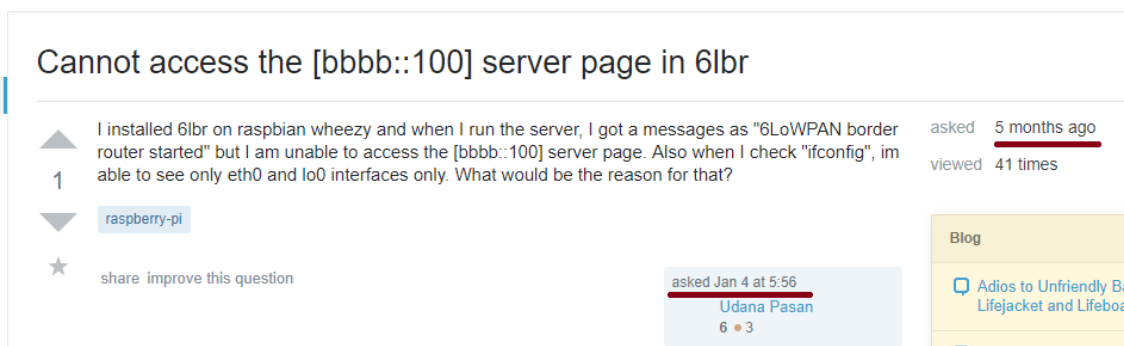 Cannot access the [bbbb::100] server page in 6lbr
I installed 6lbr on raspbian wheezy and when I run the server, I got a messages as "6LoWPAN border
router started" but I am unable to access the [bbbb::100] server page. Also when I check "ifconfig", im
able to see only eth0 and lo0 interfaces only. What would be the reason for that?
1
raspberry-pi
share improve this question
asked Jan 4 at 5:56
Udana Pasan
6 ● 3
asked 5 months ago
viewed 41 times
Blog
Adios to Unfriendly
Lifejacket and